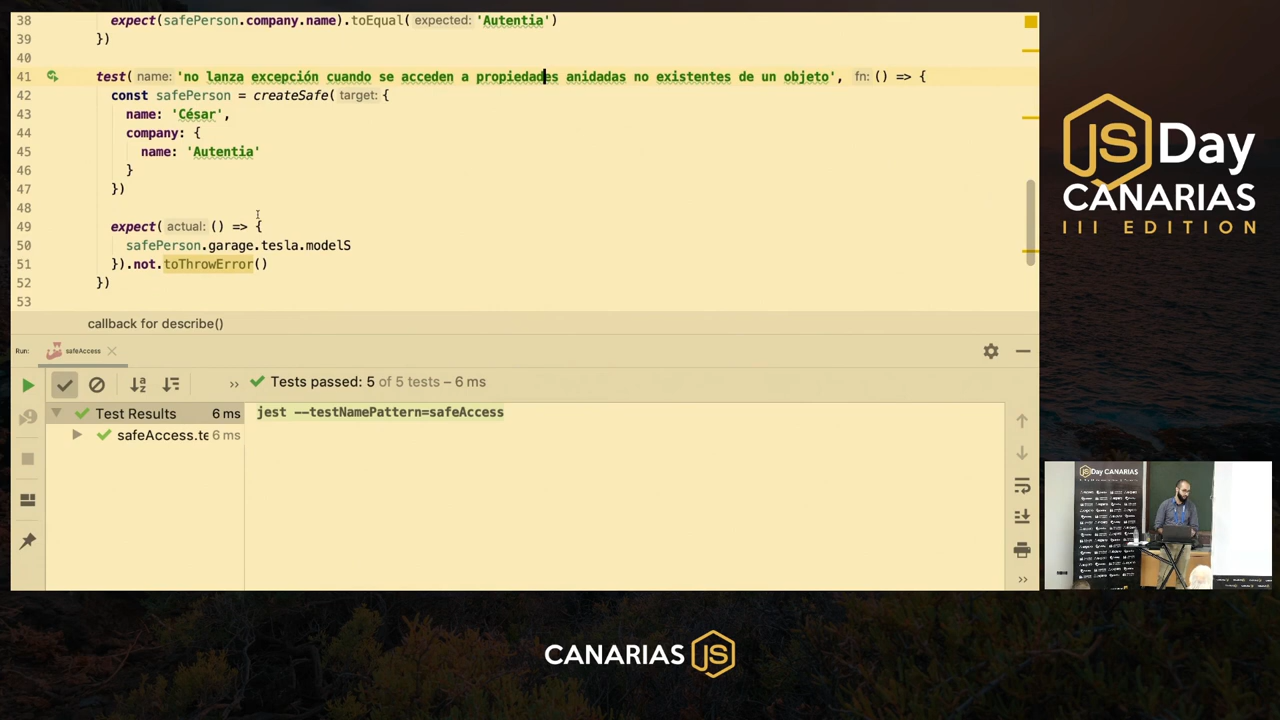 38 expect(safePerson.company.name).toEqual( expected: 'Autentia')
39 })
40
41 test( name: 'no lanza excepción cuando se acceden a propiedades anidadas no existentes de un objeto', fn: () => {
42 const safePerson = createSafe( target: {
43 name: 'César',
44 company: {
45 name: 'Autentia'
46 }
47 })
48
49 expect( actual: () => {
50 safePerson.garage.tesla.modelS
51 }).not.toThrowError()
52 })
53
callback for describe()
Run: safeAccess
Tests passed: 5 of 5 tests – 6 ms
Test Results 6 ms
jest --testNamePattern=safeAccess
safeAccess.te 6 ms
JS Day
CANARIAS
III EDITION
JS Day CANARIAS
CANARIAS JS